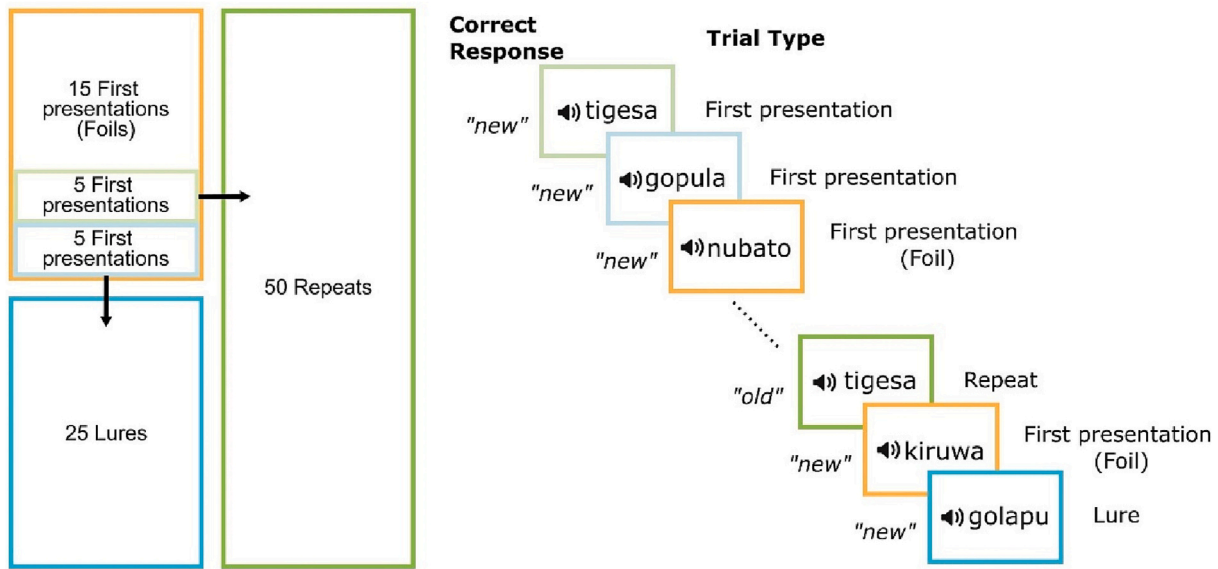 15 First
presentations
(Foils)
5 First
presentations
5 First
presentations
25 Lures
50 Repeats
Correct
Response
Trial Type
"new"
tigesa
First presentation
"new"
gopula
First presentation
"new"
nubato
First presentation
(Foil)
"old"
tigesa
Repeat
"new"
kiruwa
First presentation
(Foil)
"new"
golapu
Lure